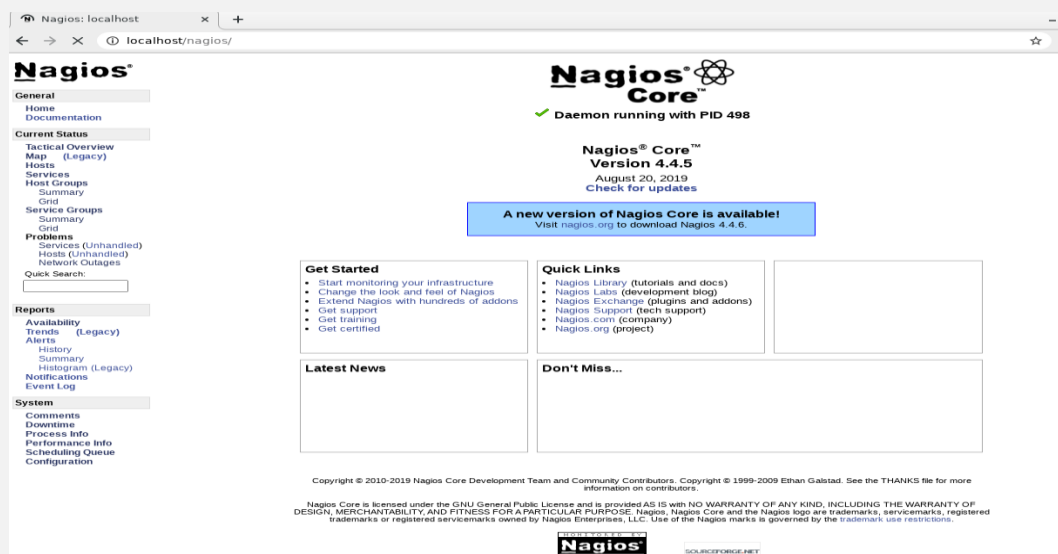 Nagios: localhost
localhost/nagios/
Nagios®
General
Home
Documentation
Current Status
Tactical Overview
Map (Legacy)
Hosts
Services
Host Groups
Summary
Grid
Service Groups
Summary
Grid
Problems
Services (Unhandled)
Hosts (Unhandled)
Network Outages
Quick Search:
Reports
Availability
Trends (Legacy)
Alerts
History
Summary
Histogram (Legacy)
Notifications
Event Log
System
Comments
Downtime
Process Info
Performance Info
Scheduling Queue
Configuration
Nagios®
Core™
Daemon running with PID 498
Nagios® Core™
Version 4.4.5
August 20, 2019
Check for updates
A new version of Nagios Core is available!
Visit nagios.org to download Nagios 4.4.6.
Get Started
• Start monitoring your infrastructure
• Change the look and feel of Nagios
• Extend Nagios with hundreds of addons
• Get support
• Get training
• Get certified
Quick Links
• Nagios Library (tutorials and docs)
• Nagios Labs (development blog)
• Nagios Exchange (plugins and addons)
• Nagios Support (tech support)
• Nagios.com (company)
• Nagios.org (project)
Latest News
Don't Miss...
Copyright © 2010-2019 Nagios Core Development Team and Community Contributors. Copyright © 1999-2009 Ethan Galstad. See the THANKS file for more
information on contributors.
Nagios Core is licensed under the GNU General Public License and is provided AS IS with NO WARRANTY OF ANY KIND, INCLUDING THE WARRANTY OF
DESIGN, MERCHANTABILITY, AND FITNESS FOR A PARTICULAR PURPOSE. Nagios, Nagios Core and the Nagios logo are trademarks, servicemarks, registered
trademarks or registered servicemarks owned by Nagios Enterprises, LLC. Use of the Nagios marks is governed by the trademark use restrictions.
MONITORED BY
Nagios®
SOURCEFORGE.NET